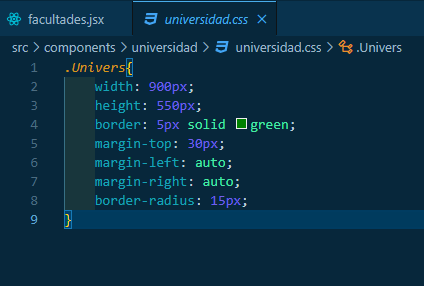 facultades.jsx universidad.css
src > components > universidad > universidad.css > .Univers
1 .Univers{
2 width: 900px;
3 height: 550px;
4 border: 5px solid green;
5 margin-top: 30px;
6 margin-left: auto;
7 margin-right: auto;
8 border-radius: 15px;
9 }